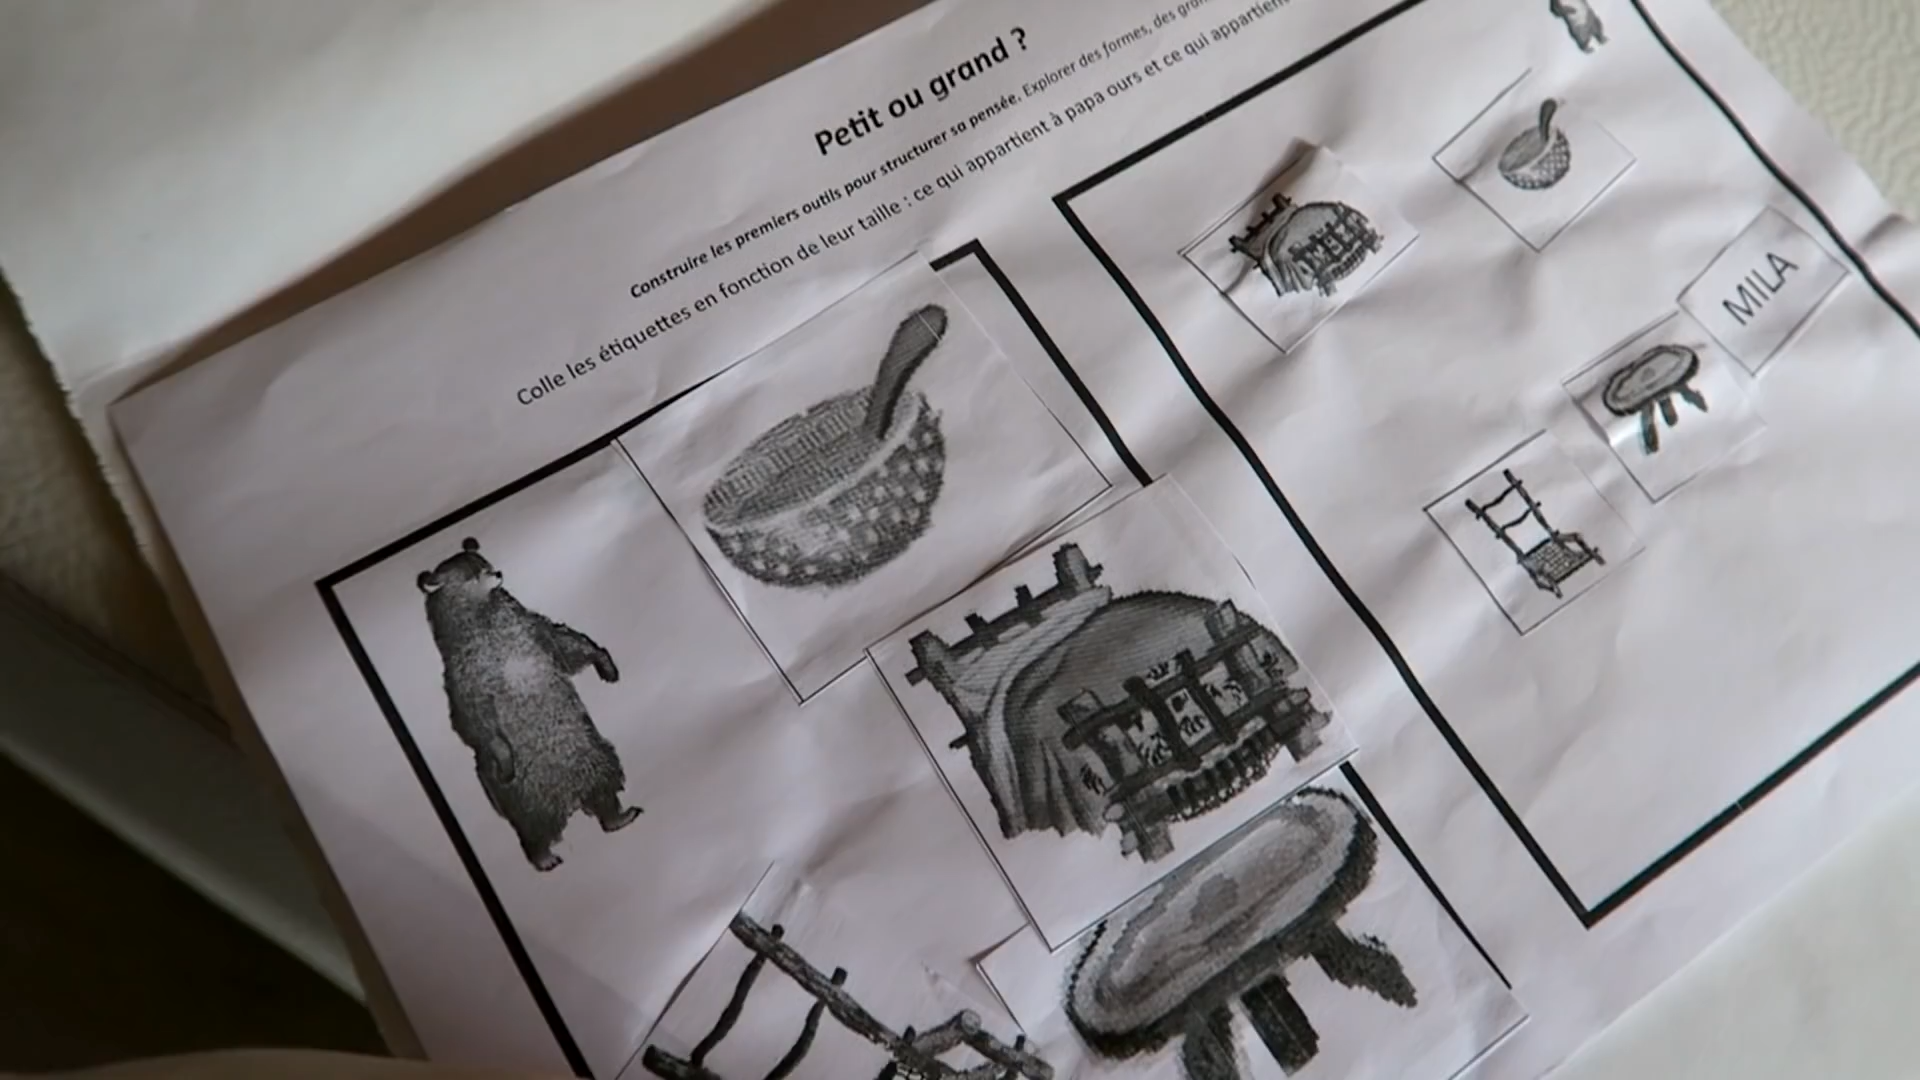 Petit ou grand ?
Construire les premiers outils pour structurer sa pensée. Explorer des formes, des
Colle les étiquettes en fonction de leur taille : ce qui appartient à papa ours et ce qui appartient
MILA